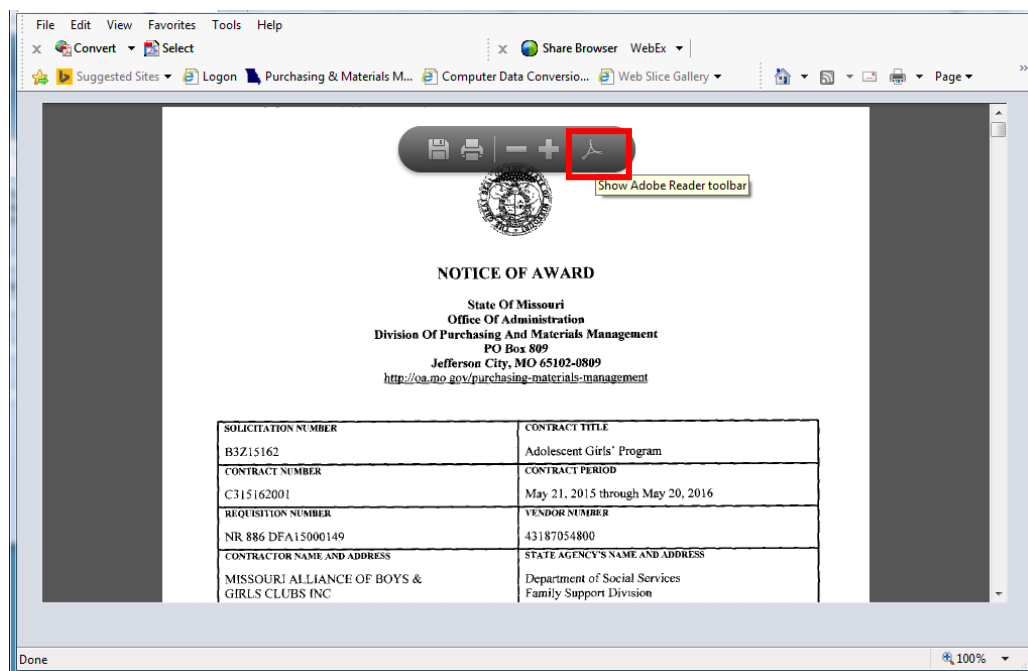 File Edit View Favorites Tools Help
x Convert Select x Share Browser WebEx
Suggested Sites Logon Purchasing & Materials M... Computer Data Conversio... Web Slice Gallery Page »
Show Adobe Reader toolbar
NOTICE OF AWARD
State Of Missouri
Office Of Administration
Division Of Purchasing And Materials Management
PO Box 809
Jefferson City, MO 65102-0809
http://oa.mo.gov/purchasing-materials-management
SOLICITATION NUMBER CONTRACT TITLE
B3Z15162 Adolescent Girls' Program
CONTRACT NUMBER CONTRACT PERIOD
C315162001 May 21, 2015 through May 20, 2016
REQUISITION NUMBER VENDOR NUMBER
NR 886 DFA15000149 43187054800
CONTRACTOR NAME AND ADDRESS STATE AGENCY'S NAME AND ADDRESS
MISSOURI ALLIANCE OF BOYS & Department of Social Services
GIRLS CLUBS INC Family Support Division
Done 100%